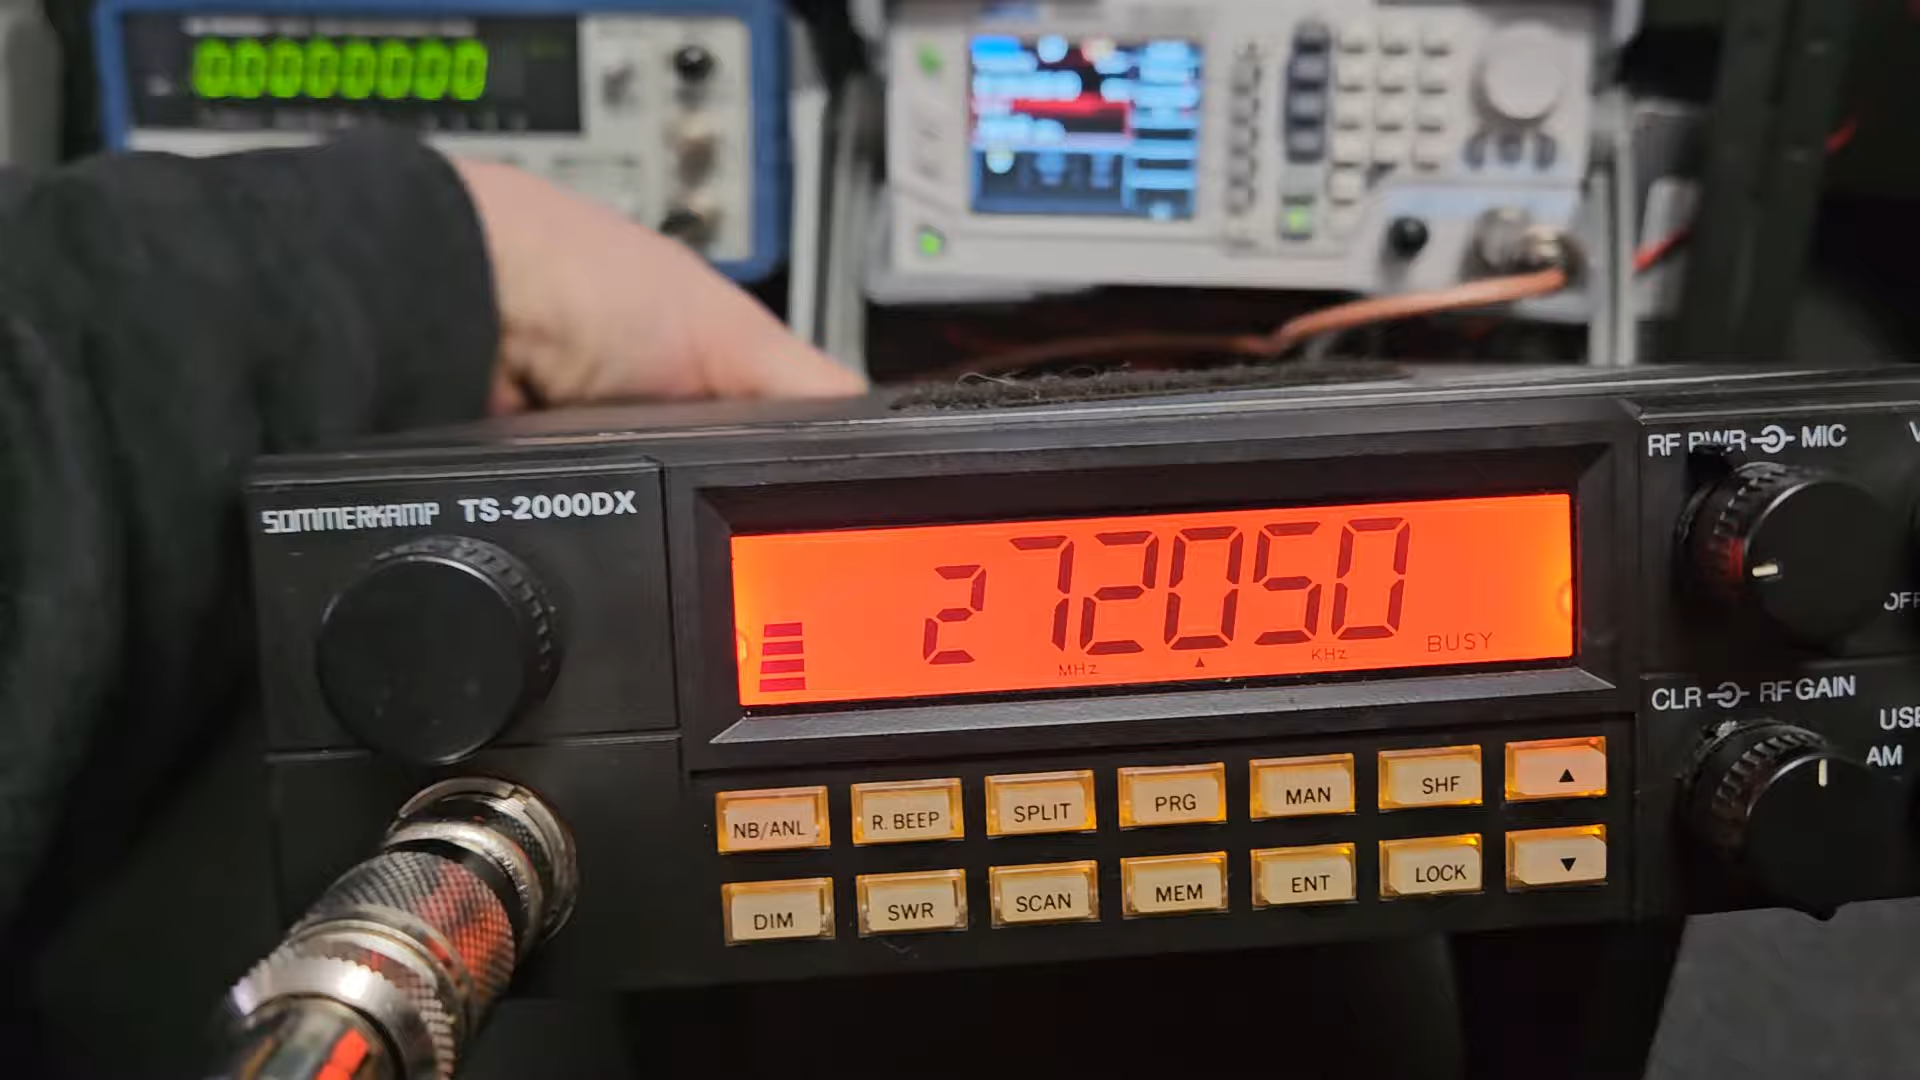 00000000
RF PWR MIC
SOMMERKAMP TS-2000DX
272050
MHz ▲ KHz BUSY
OFF
CLR RF GAIN
AM
NB/ANL R. BEEP SPLIT PRG MAN SHF ▲
DIM SWR SCAN MEM ENT LOCK ▼